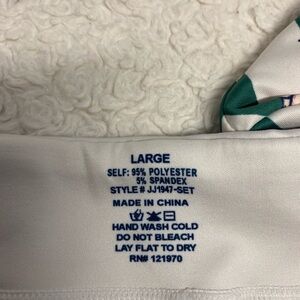 LARGE
SELF: 95% POLYESTER
5% SPANDEX
STYLE # JJ1947-SET
MADE IN CHINA
HAND WASH COLD
DO NOT BLEACH
LAY FLAT TO DRY
RN# 121970